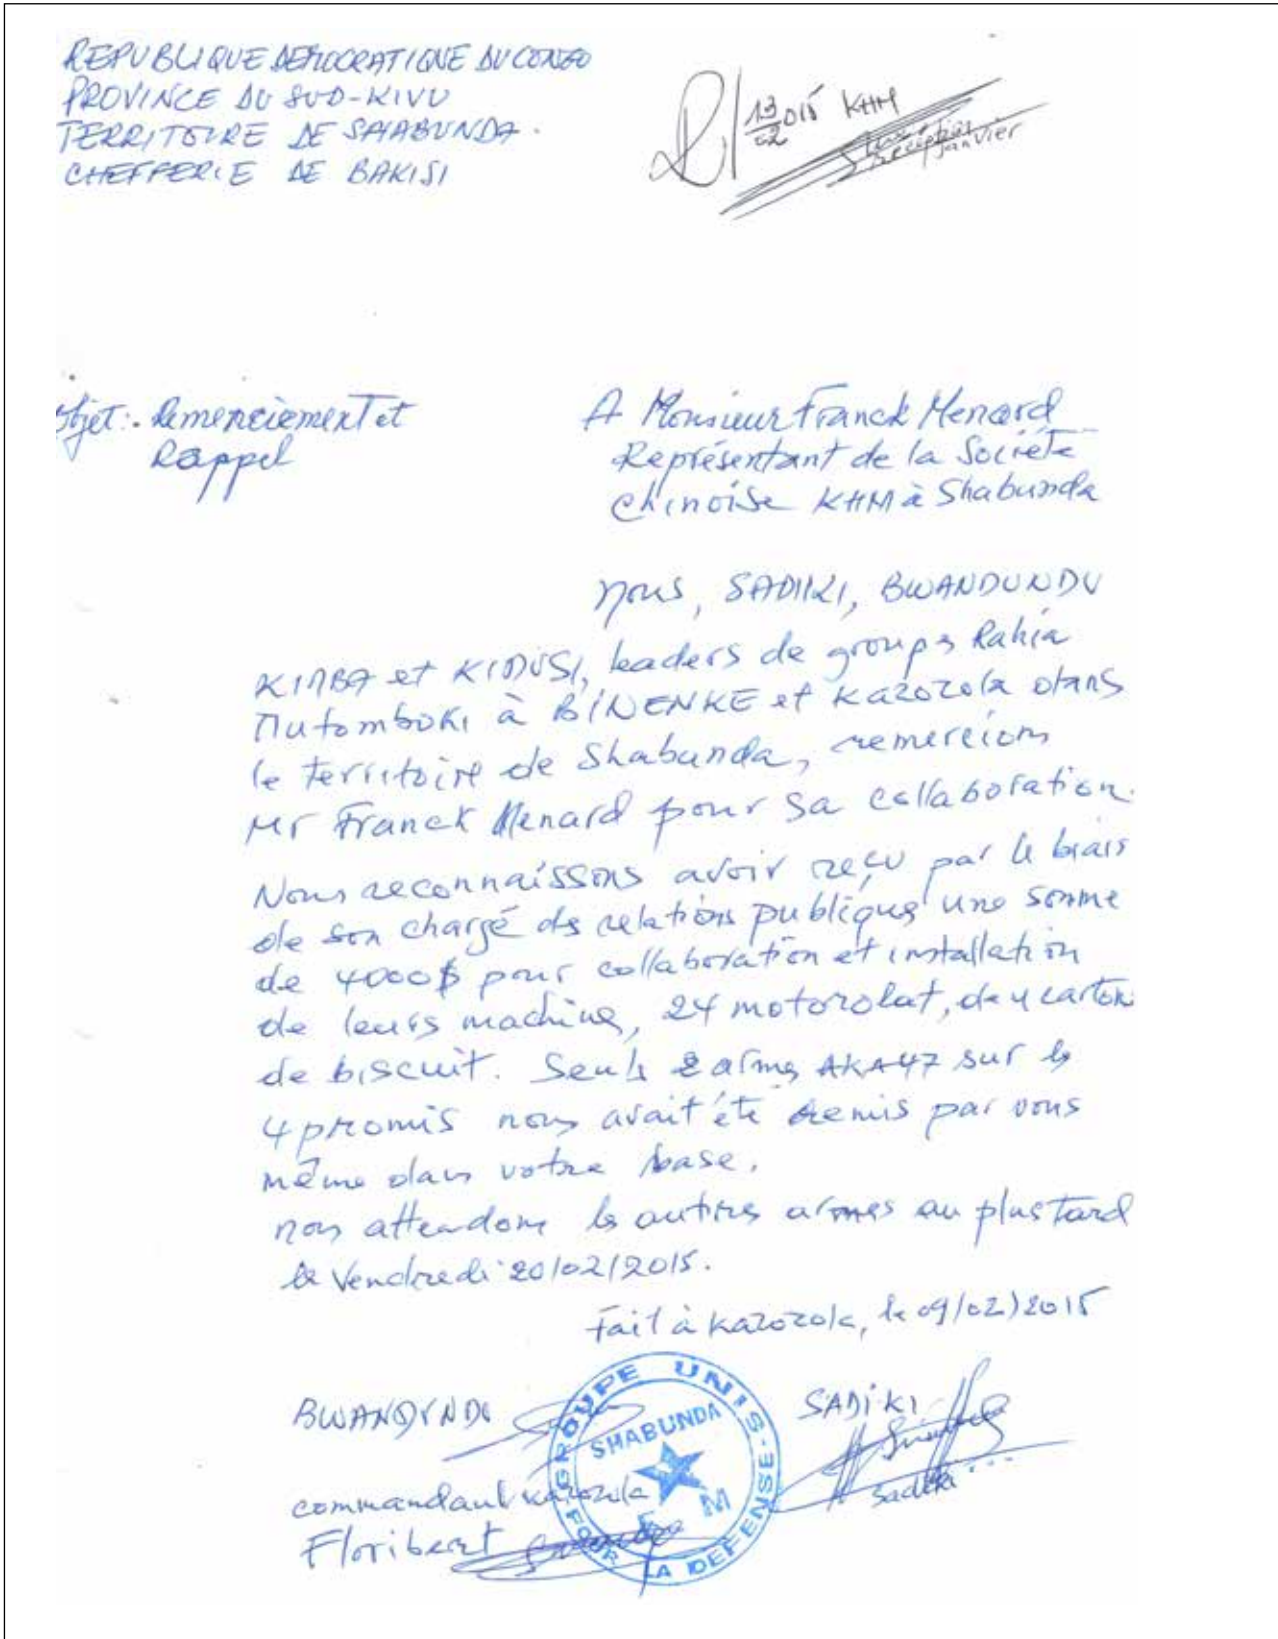 REPUBLIQUE DEMOCRATIQUE DU CONGO
PROVINCE DU SUD-KIVU
TERRITOIRE DE SHABUNDA.
CHEFFERIE DE BAKISI
13 015 KHM
02
réception
janvier
Objet: Remerciement et
Rappel
A Monsieur Franck Menard
Représentant de la Société
chinoise KHM à Shabunda
Nous, SADIKI, BWANDUNDU
KIMBA et KIDUSI, leaders de groups Rahia
Mutomboki à BINENKE et Kazozola dans
le territoire de Shabunda, remercions
Mr Franck Menard pour sa collaboration.
Nous reconnaissons avoir reçu par le biais
de son chargé des relations publiques une somme
de 4000$ pour collaboration et installation
de leurs machines, 24 motorolat, de 4 carton
de biscuit. Seuls 2 armes AKA47 sur les
4 promis nous avait été remis par vous
même dans votre base.
nous attendons les autres armes au plus tard
le Vendredi 20/02/2015.
Fait à Kazozola, le 09/02/2015
BWANDUNDU
SADIKI
commandant Kazozola
Sadiki
Floribert
GROUPE UNIS-
POUR LA DEFENSE
SHABUNDA
E M